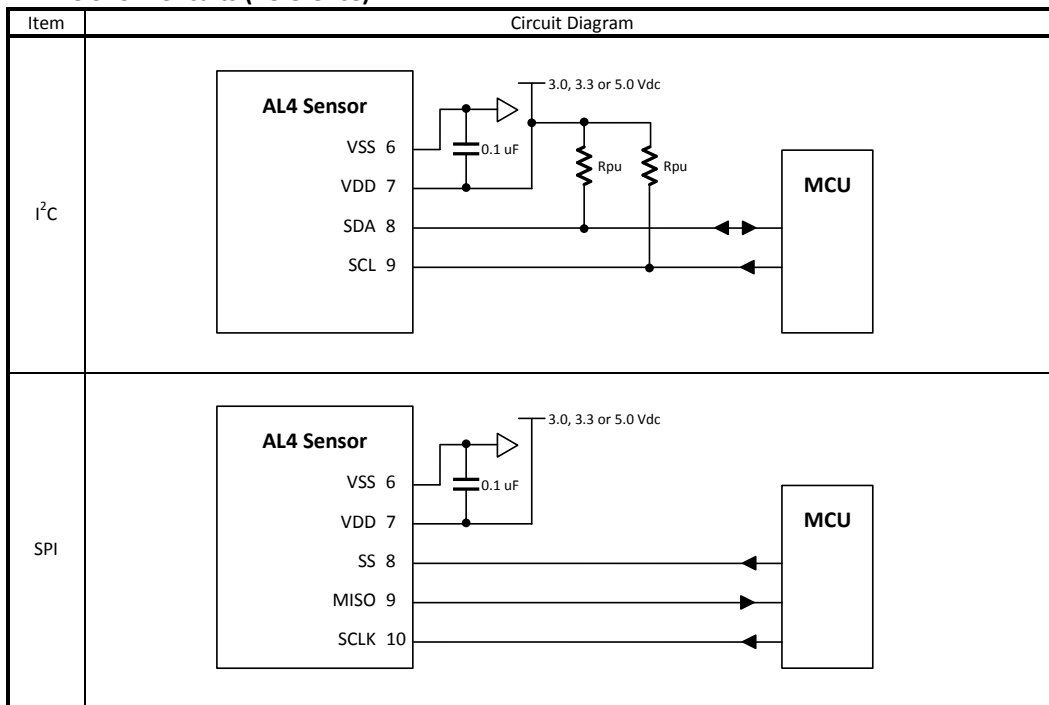 Item
Circuit Diagram
I²C
AL4 Sensor
3.0, 3.3 or 5.0 Vdc
VSS 6
0.1 uF
Rpu
Rpu
VDD 7
MCU
SDA 8
SCL 9
SPI
AL4 Sensor
3.0, 3.3 or 5.0 Vdc
VSS 6
0.1 uF
VDD 7
MCU
SS 8
MISO 9
SCLK 10